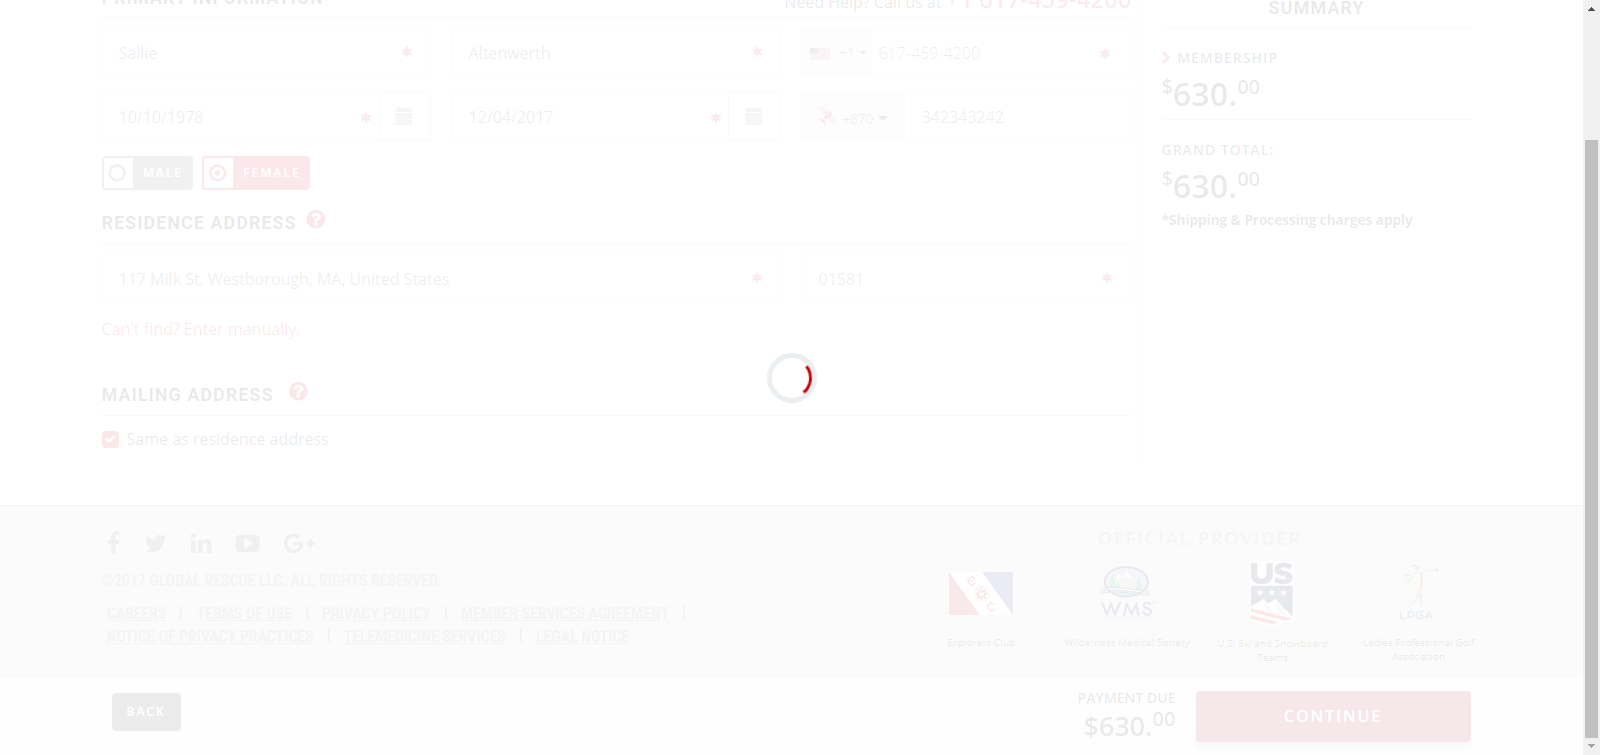 PRIMARY INFORMATION
Need Help? Call us at +1 617-459-4200
SUMMARY
Sallie *
Altenwerth *
+1 617-459-4200 *
MEMBERSHIP
$630.00
10/10/1978 *
12/04/2017 *
+870 342343242
MALE
FEMALE
GRAND TOTAL:
$630.00
*Shipping & Processing charges apply
RESIDENCE ADDRESS ?
117 Milk St, Westborough, MA, United States *
01581 *
Can't find? Enter manually.
MAILING ADDRESS ?
Same as residence address
OFFICIAL PROVIDER
©2017 GLOBAL RESCUE LLC. ALL RIGHTS RESERVED.
CAREERS | TERMS OF USE | PRIVACY POLICY | MEMBER SERVICES AGREEMENT |
NOTICE OF PRIVACY PRACTICES | TELEMEDICINE SERVICES | LEGAL NOTICE
E C
WMS
US
LPGA
Explorers Club
Wilderness Medical Society
U.S. Ski and Snowboard
Teams
Ladies Professional Golf
Association
BACK
PAYMENT DUE
$630.00
CONTINUE